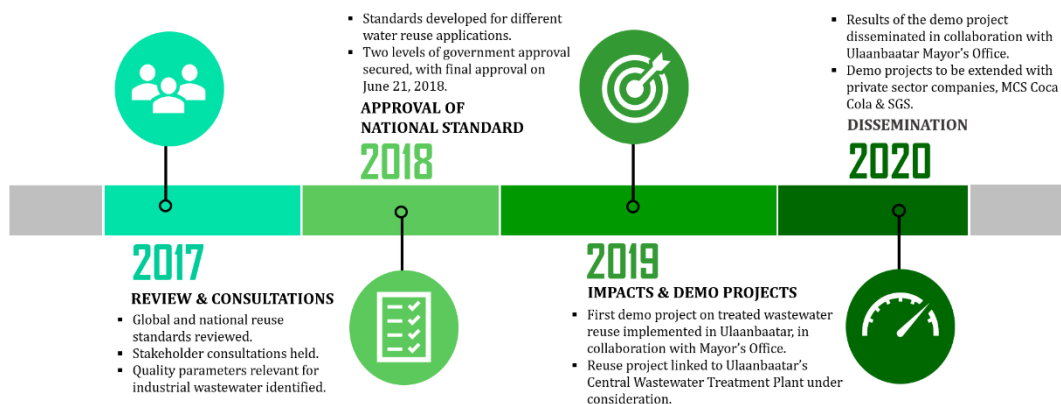 2017
REVIEW & CONSULTATIONS
▪ Global and national reuse
standards reviewed.
▪ Stakeholder consultations held.
▪ Quality parameters relevant for
industrial wastewater identified.
▪ Standards developed for different
water reuse applications.
▪ Two levels of government approval
secured, with final approval on
June 21, 2018.
APPROVAL OF
NATIONAL STANDARD
2018
2019
IMPACTS & DEMO PROJECTS
▪ First demo project on treated wastewater
reuse implemented in Ulaanbaatar, in
collaboration with Mayor's Office.
▪ Reuse project linked to Ulaanbaatar's
Central Wastewater Treatment Plant under
consideration.
▪ Results of the demo project
disseminated in collaboration with
Ulaanbaatar Mayor's Office.
▪ Demo projects to be extended with
private sector companies, MCS Coca
Cola & SGS.
DISSEMINATION
2020